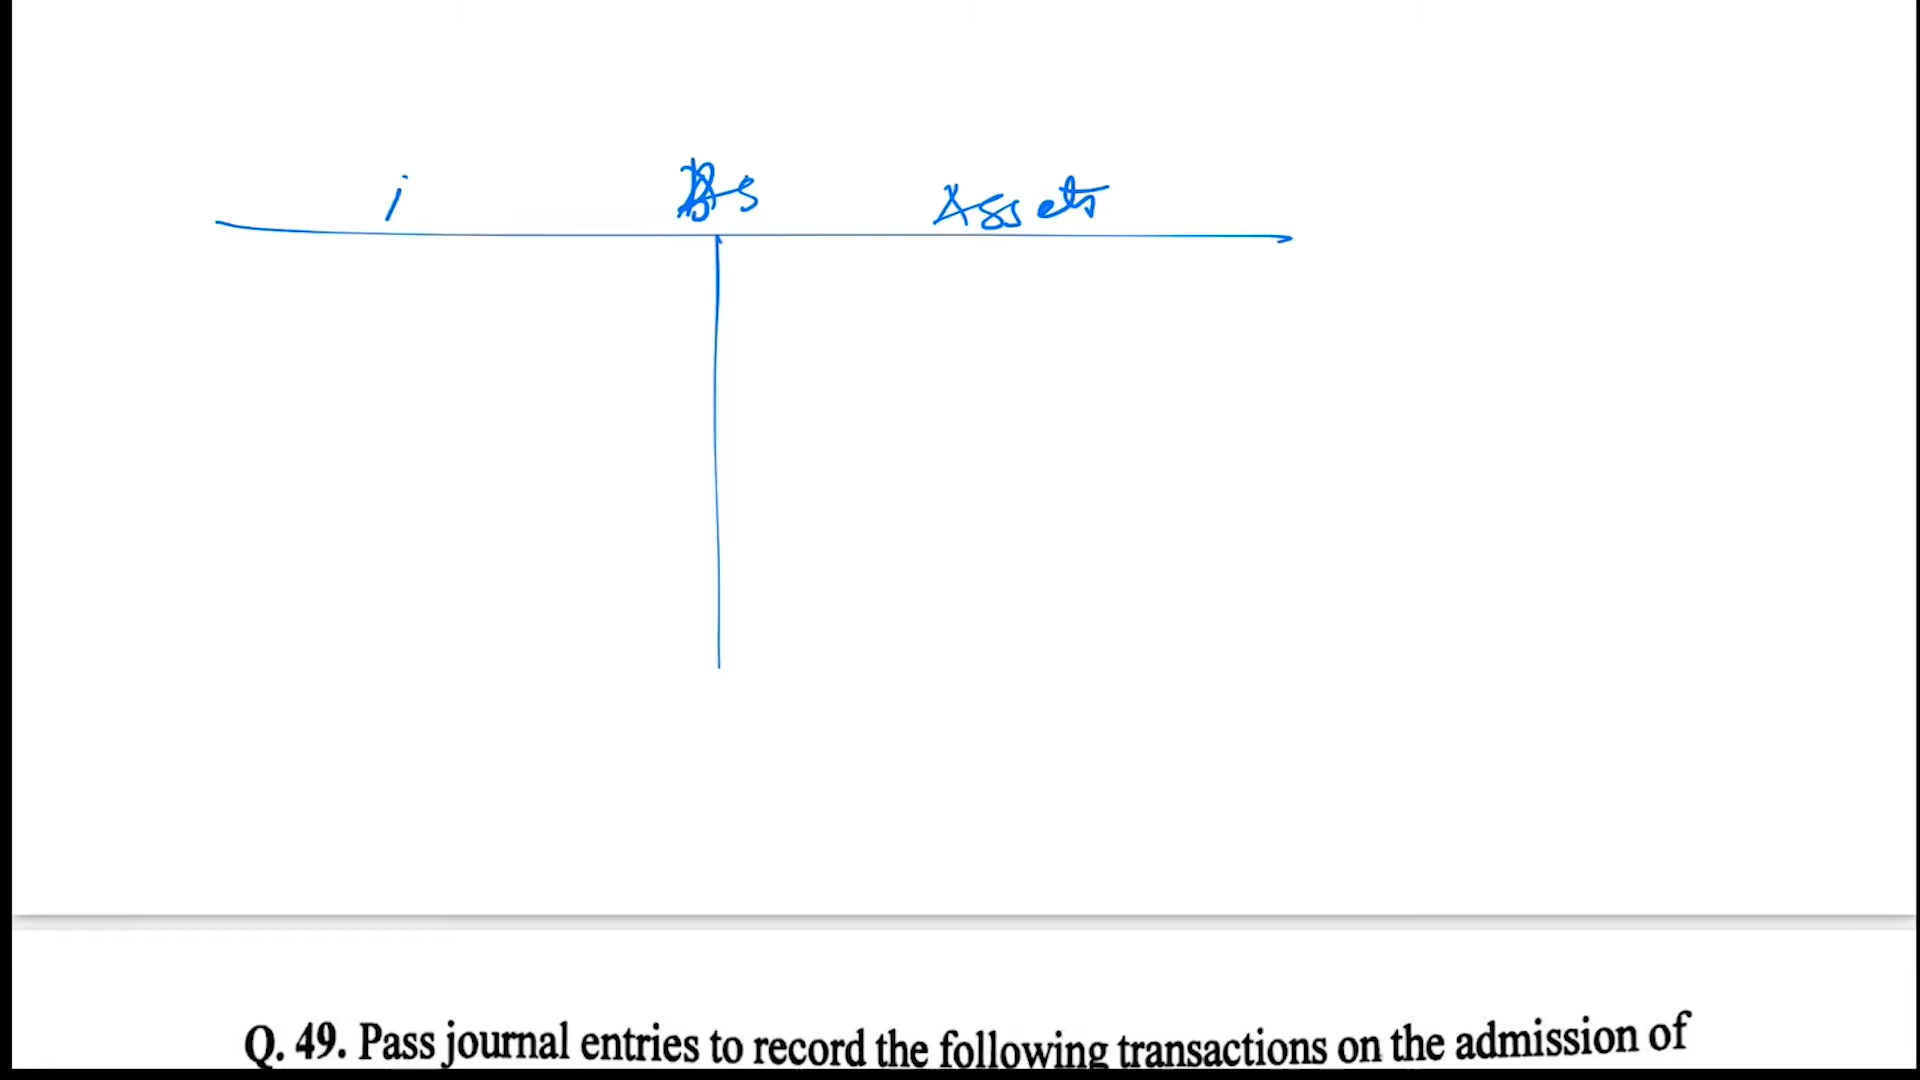 BS Assets
Q. 49. Pass journal entries to record the following transactions on the admission of